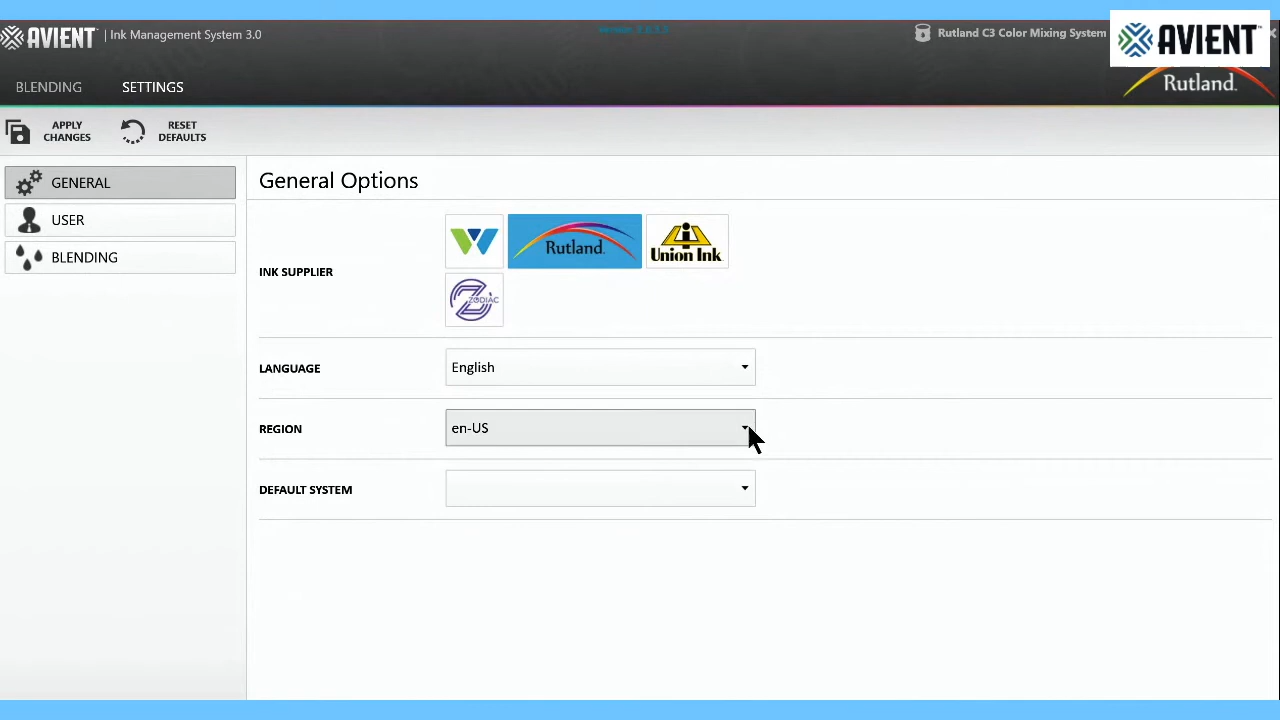 AVIENT | Ink Management System 3.0
Rutland C3 Color Mixing System
AVIENT
BLENDING SETTINGS
Rutland.
APPLY CHANGES
RESET DEFAULTS
GENERAL
USER
BLENDING
General Options
INK SUPPLIER
Rutland.
Union Ink
ZODIAC
LANGUAGE
English
REGION
en-US
DEFAULT SYSTEM